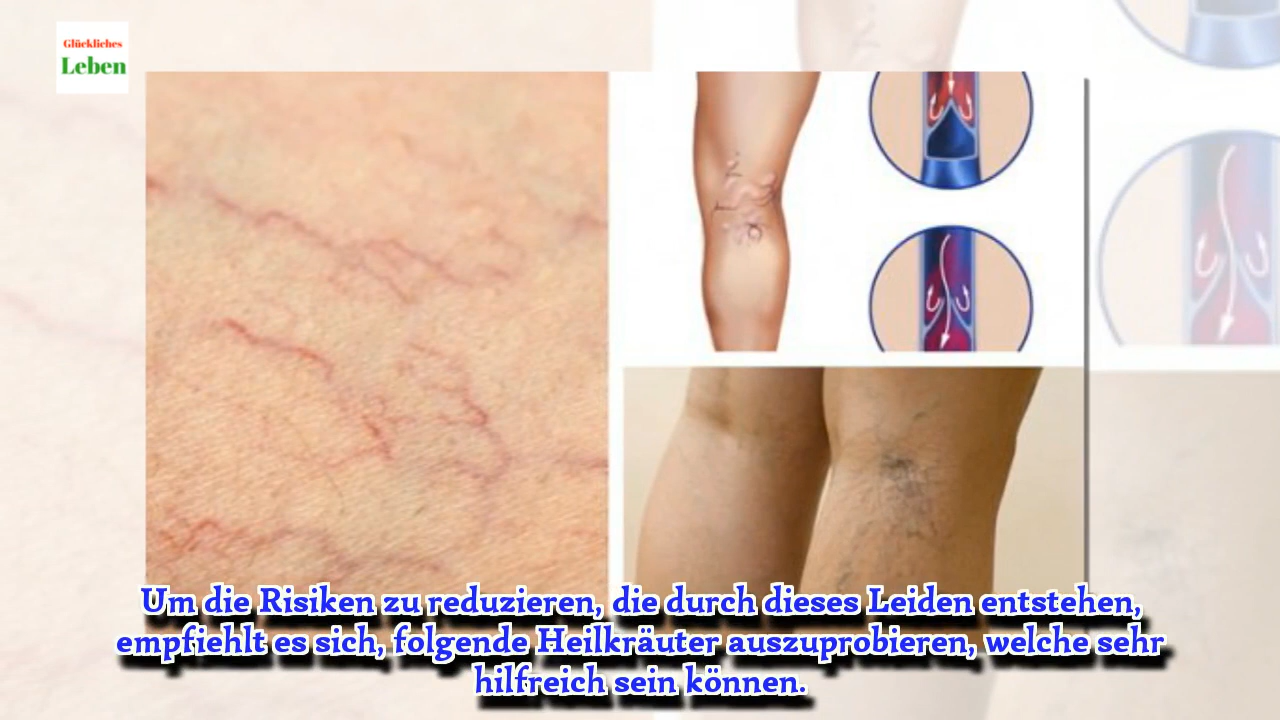 Glückliches
Leben
Um die Risiken zu reduzieren, die durch dieses Leiden entstehen,
empfiehlt es sich, folgende Heilkräuter auszuprobieren, welche sehr
hilfreich sein können.